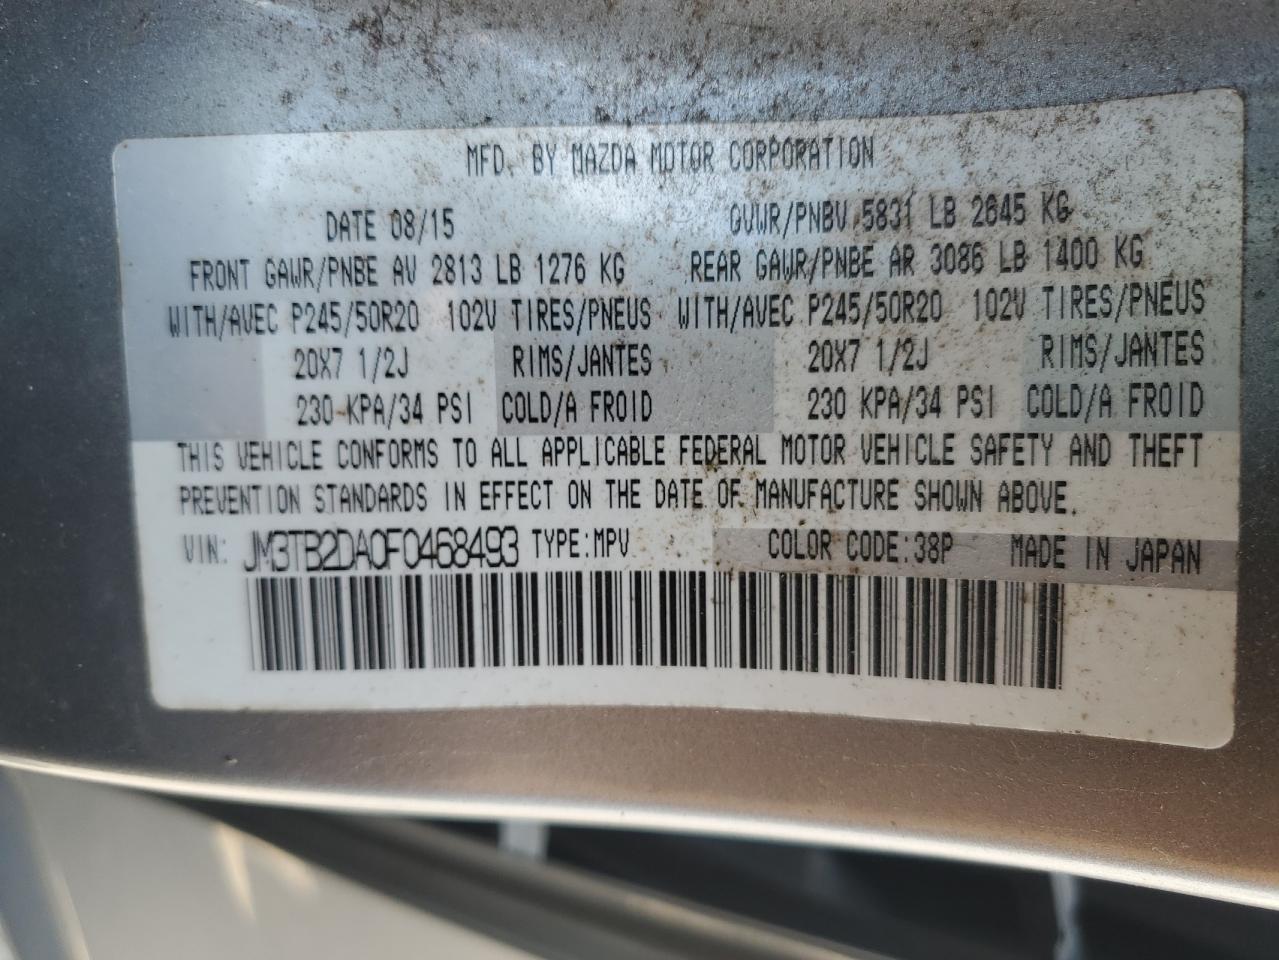 MFD. BY MAZDA MOTOR CORPORATION
DATE 08/15 GVWR/PNBV 5831 LB 2645 KG
FRONT GAWR/PNBE AV 2813 LB 1276 KG REAR GAWR/PNBE AR 3086 LB 1400 KG
WITH/AVEC P245/50R20 102V TIRES/PNEUS WITH/AVEC P245/50R20 102V TIRES/PNEUS
20X7 1/2J RIMS/JANTES 20X7 1/2J RIMS/JANTES
230 KPA/34 PSI COLD/A FROID 230 KPA/34 PSI COLD/A FROID
THIS VEHICLE CONFORMS TO ALL APPLICABLE FEDERAL MOTOR VEHICLE SAFETY AND THEFT
PREVENTION STANDARDS IN EFFECT ON THE DATE OF MANUFACTURE SHOWN ABOVE.
VIN: JM3TB2DA0F0468493 TYPE:MPV COLOR CODE:38P MADE IN JAPAN